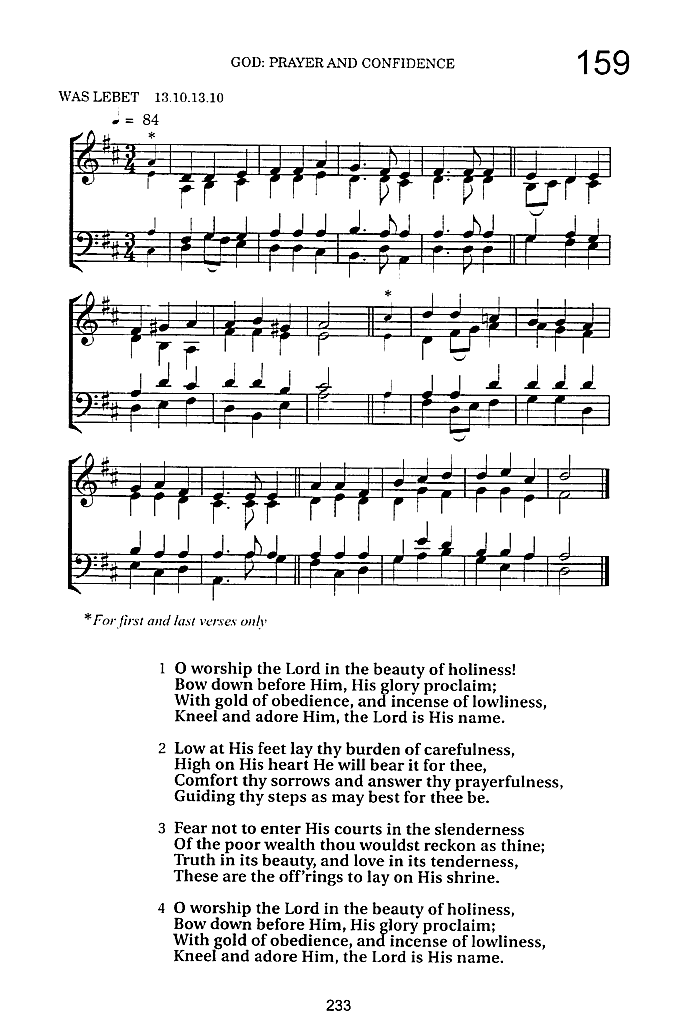 GOD: PRAYER AND CONFIDENCE
159
WAS LEBET 13.10.13.10
♩ = 84
*
*
*For first and last verses only
1 O worship the Lord in the beauty of holiness!
Bow down before Him, His glory proclaim;
With gold of obedience, and incense of lowliness,
Kneel and adore Him, the Lord is His name.
2 Low at His feet lay thy burden of carefulness,
High on His heart He will bear it for thee,
Comfort thy sorrows and answer thy prayerfulness,
Guiding thy steps as may best for thee be.
3 Fear not to enter His courts in the slenderness
Of the poor wealth thou wouldst reckon as thine;
Truth in its beauty, and love in its tenderness,
These are the off'rings to lay on His shrine.
4 O worship the Lord in the beauty of holiness,
Bow down before Him, His glory proclaim;
With gold of obedience, and incense of lowliness,
Kneel and adore Him, the Lord is His name.
233